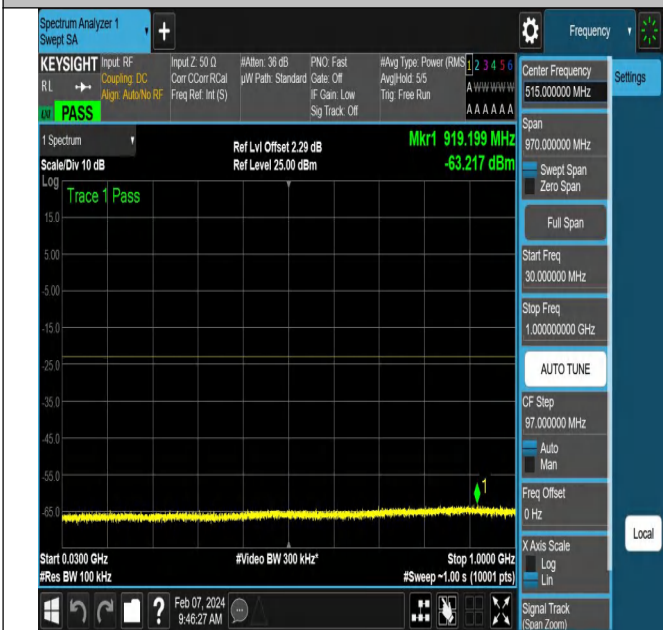 Spectrum Analyzer 1
Swept SA
Frequency
KEYSIGHT
RL
LXI
PASS
Input: RF
Coupling: DC
Align: Auto/No RF
Input Z: 50 Ω
Corr CCorr RCal
Freq Ref: Int (S)
#Atten: 36 dB
µW Path: Standard
PNO: Fast
Gate: Off
IF Gain: Low
Sig Track: Off
#Avg Type: Power (RMS
Avg|Hold: 5/5
Trig: Free Run
1 2 3 4 5 6
A W W W W W
A A A A A A
1 Spectrum
Scale/Div 10 dB
Ref Lvl Offset 2.29 dB
Ref Level 25.00 dBm
Mkr1 919.199 MHz
-63.217 dBm
Log
Trace 1 Pass
15.0
5.00
-5.00
-15.0
-25.0
-35.0
-45.0
-55.0
-65.0
1
Start 0.0300 GHz
#Res BW 100 kHz
#Video BW 300 kHz*
Stop 1.0000 GHz
#Sweep ~1.00 s (10001 pts)
Feb 07, 2024
9:46:27 AM
Center Frequency
515.000000 MHz
Settings
Span
970.000000 MHz
Swept Span
Zero Span
Full Span
Start Freq
30.000000 MHz
Stop Freq
1.000000000 GHz
AUTO TUNE
CF Step
97.000000 MHz
Auto
Man
Freq Offset
0 Hz
Local
X Axis Scale
Log
Lin
Signal Track
(Span Zoom)